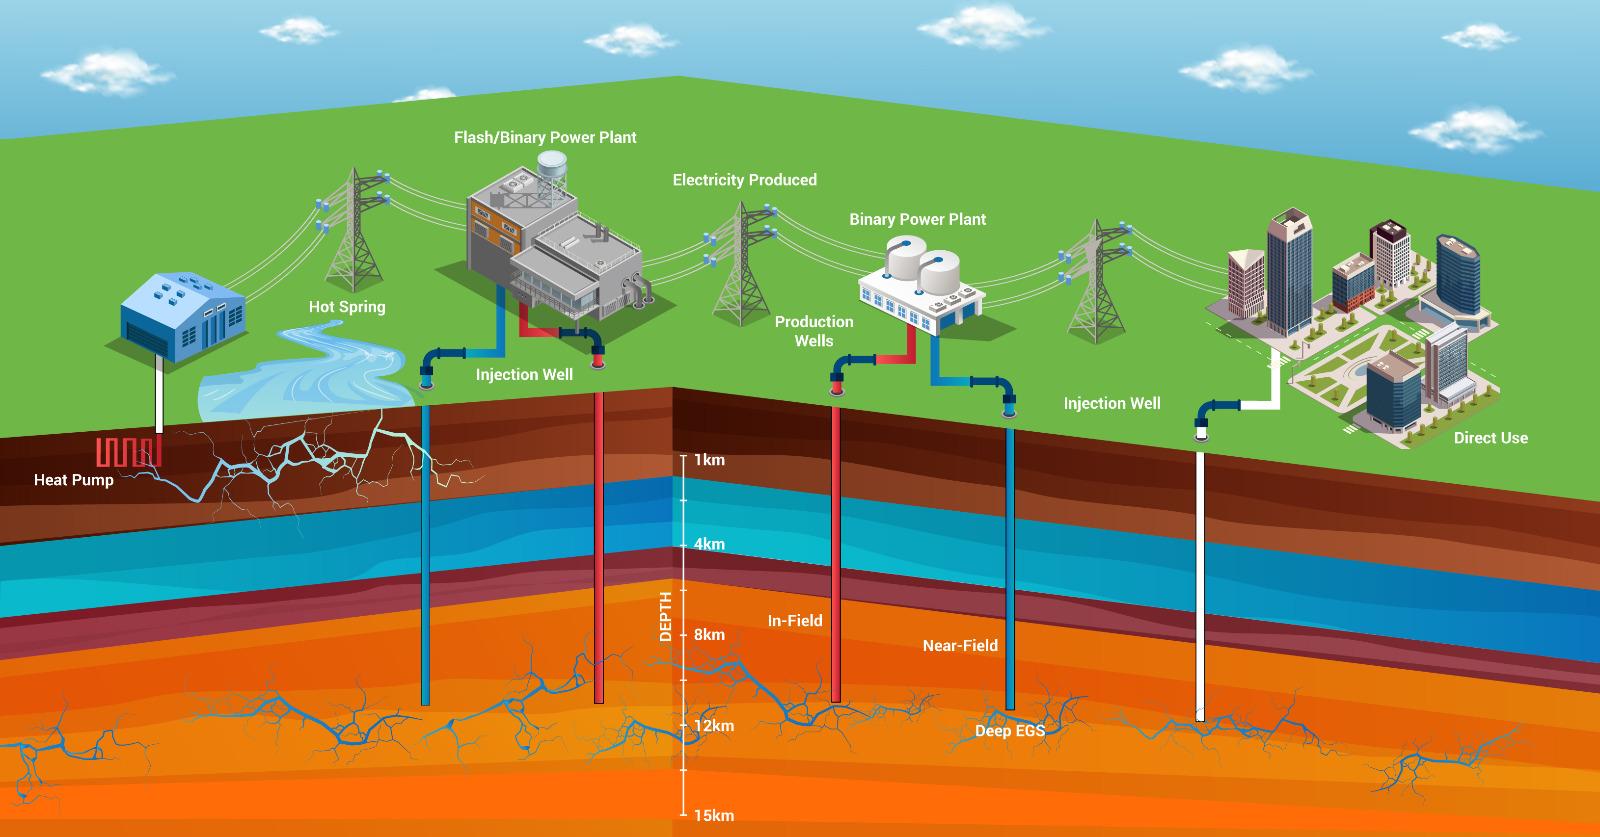 Flash/Binary Power Plant
Electricity Produced
Binary Power Plant
Hot Spring
Production
Wells
Injection Well
Injection Well
Direct Use
Heat Pump
1km
4km
DEPTH
In-Field
8km
Near-Field
12km
Deep EGS
15km